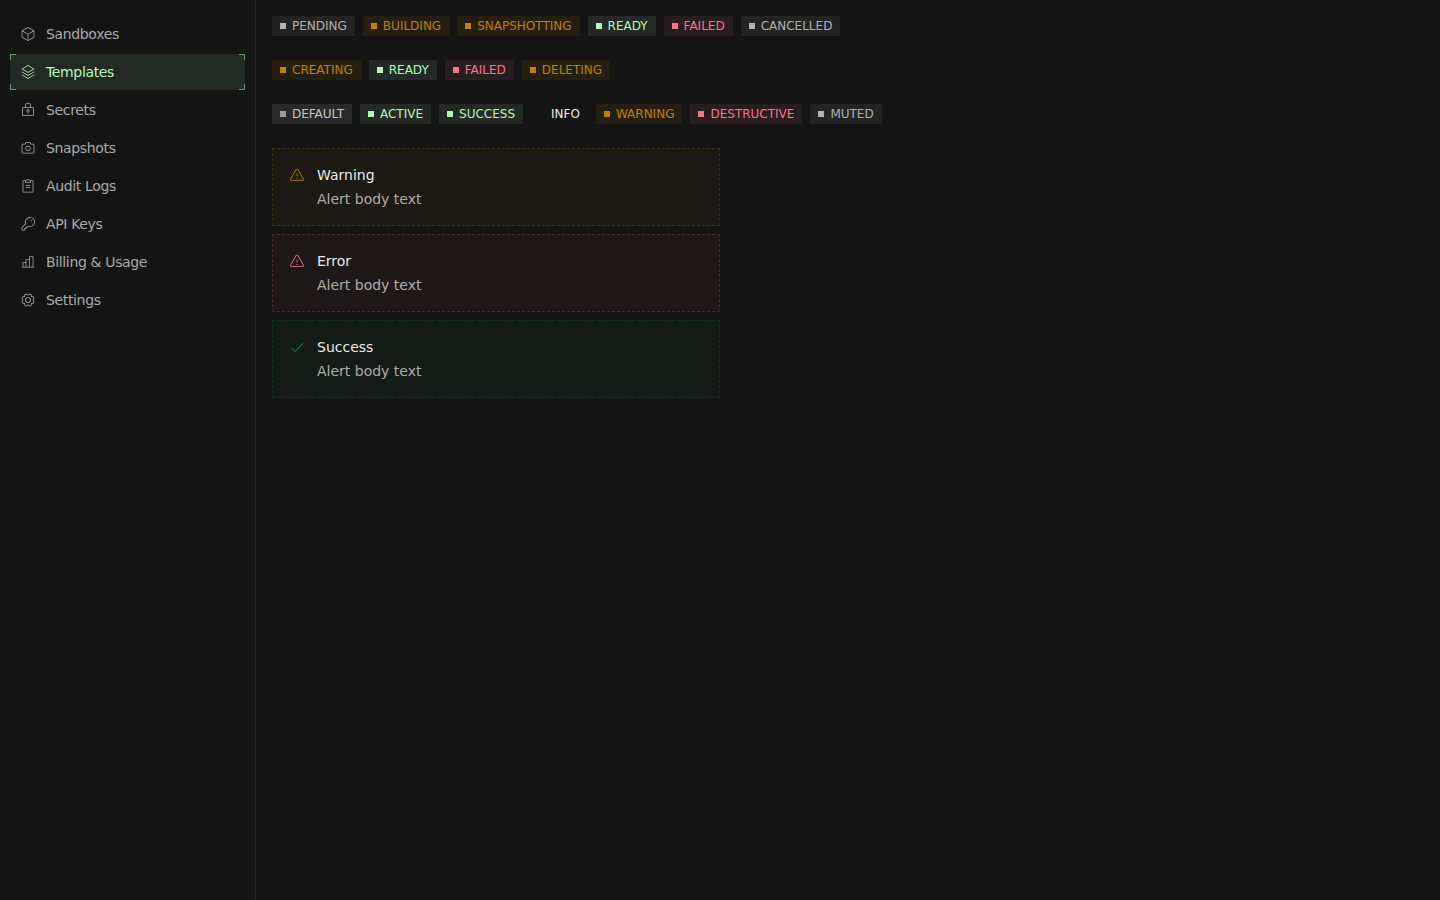 Sandboxes
Templates
Secrets
Snapshots
Audit Logs
API Keys
Billing & Usage
Settings
PENDING BUILDING SNAPSHOTTING READY FAILED CANCELLED
CREATING READY FAILED DELETING
DEFAULT ACTIVE SUCCESS INFO WARNING DESTRUCTIVE MUTED
Warning
Alert body text
Error
Alert body text
Success
Alert body text